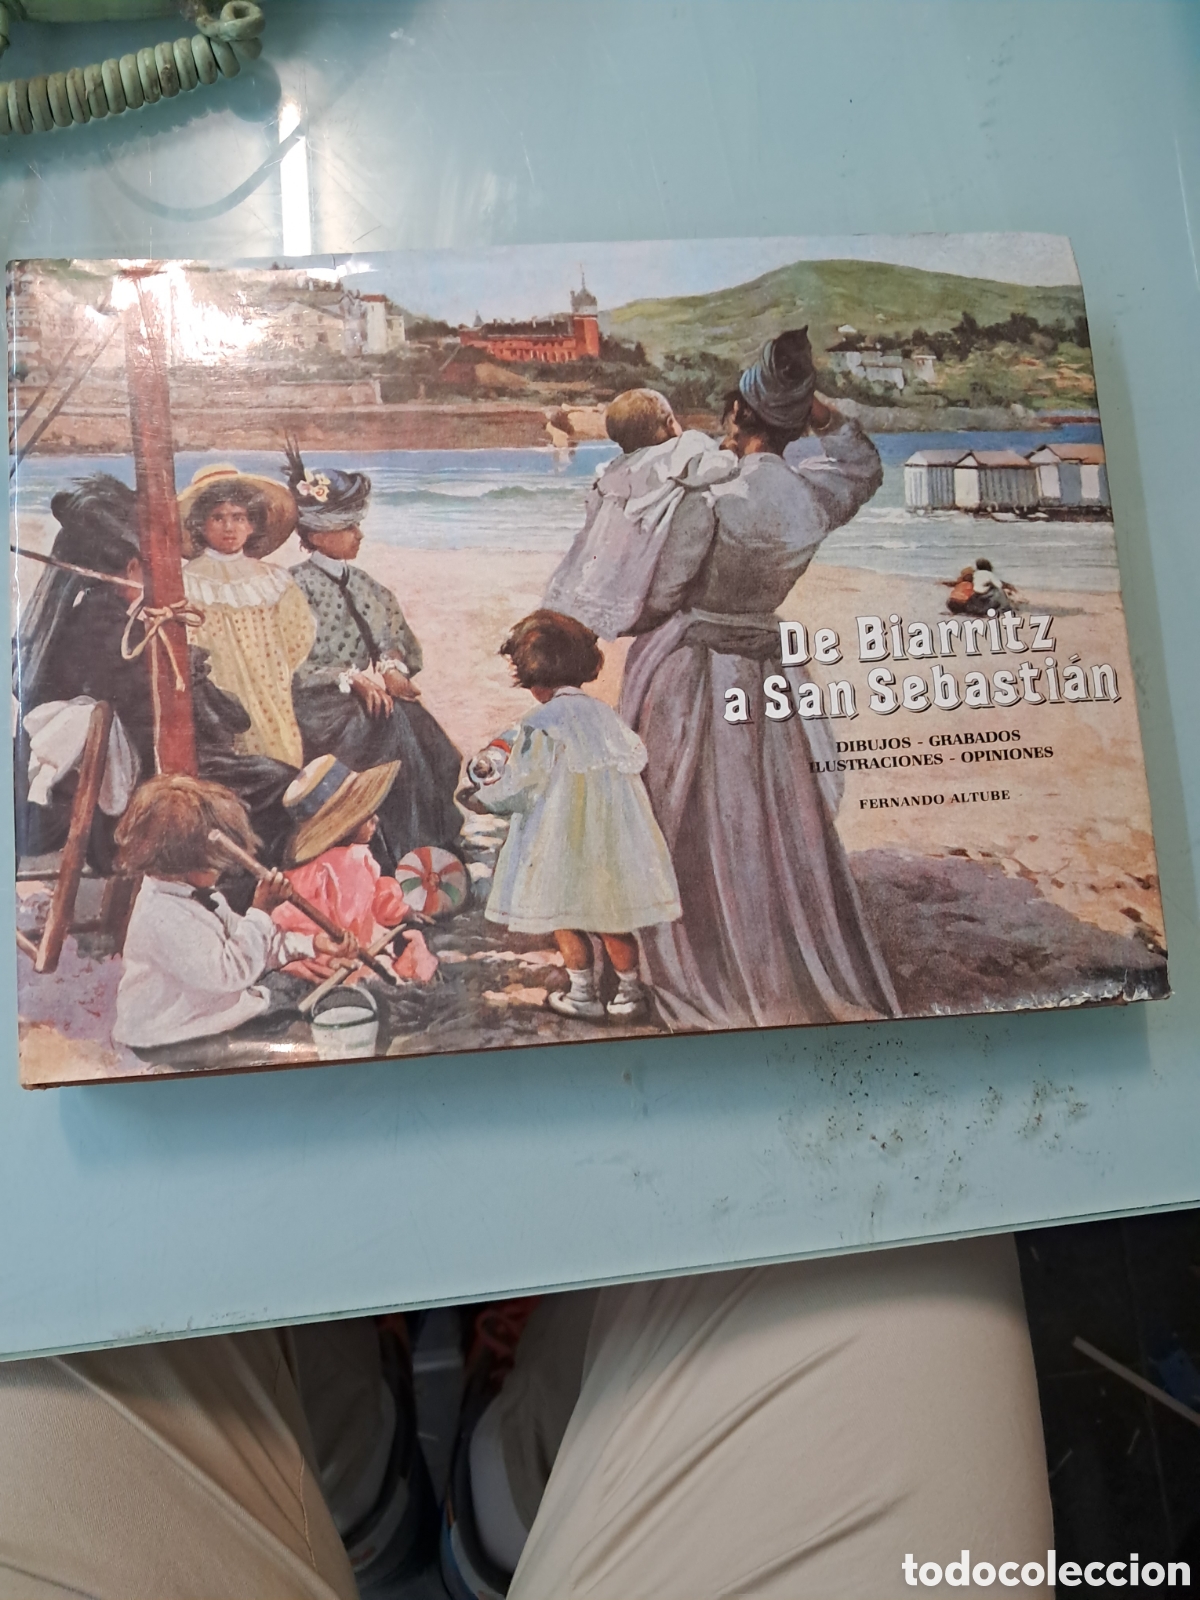 De Biarritz
a San Sebastián
DIBUJOS - GRABADOS
ILUSTRACIONES - OPINIONES
FERNANDO ALTUBE
todocoleccion